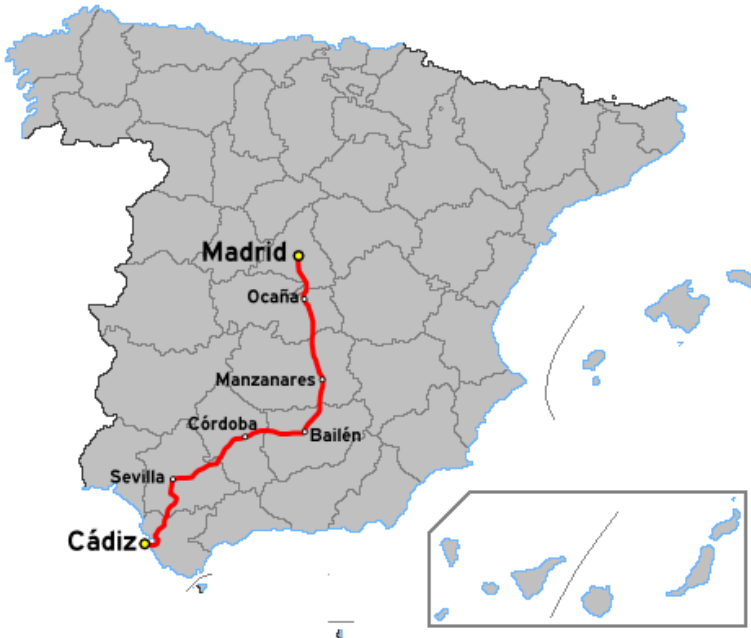 Madrid
Ocaña
Manzanares
Córdoba
Bailén
Sevilla
Cádiz